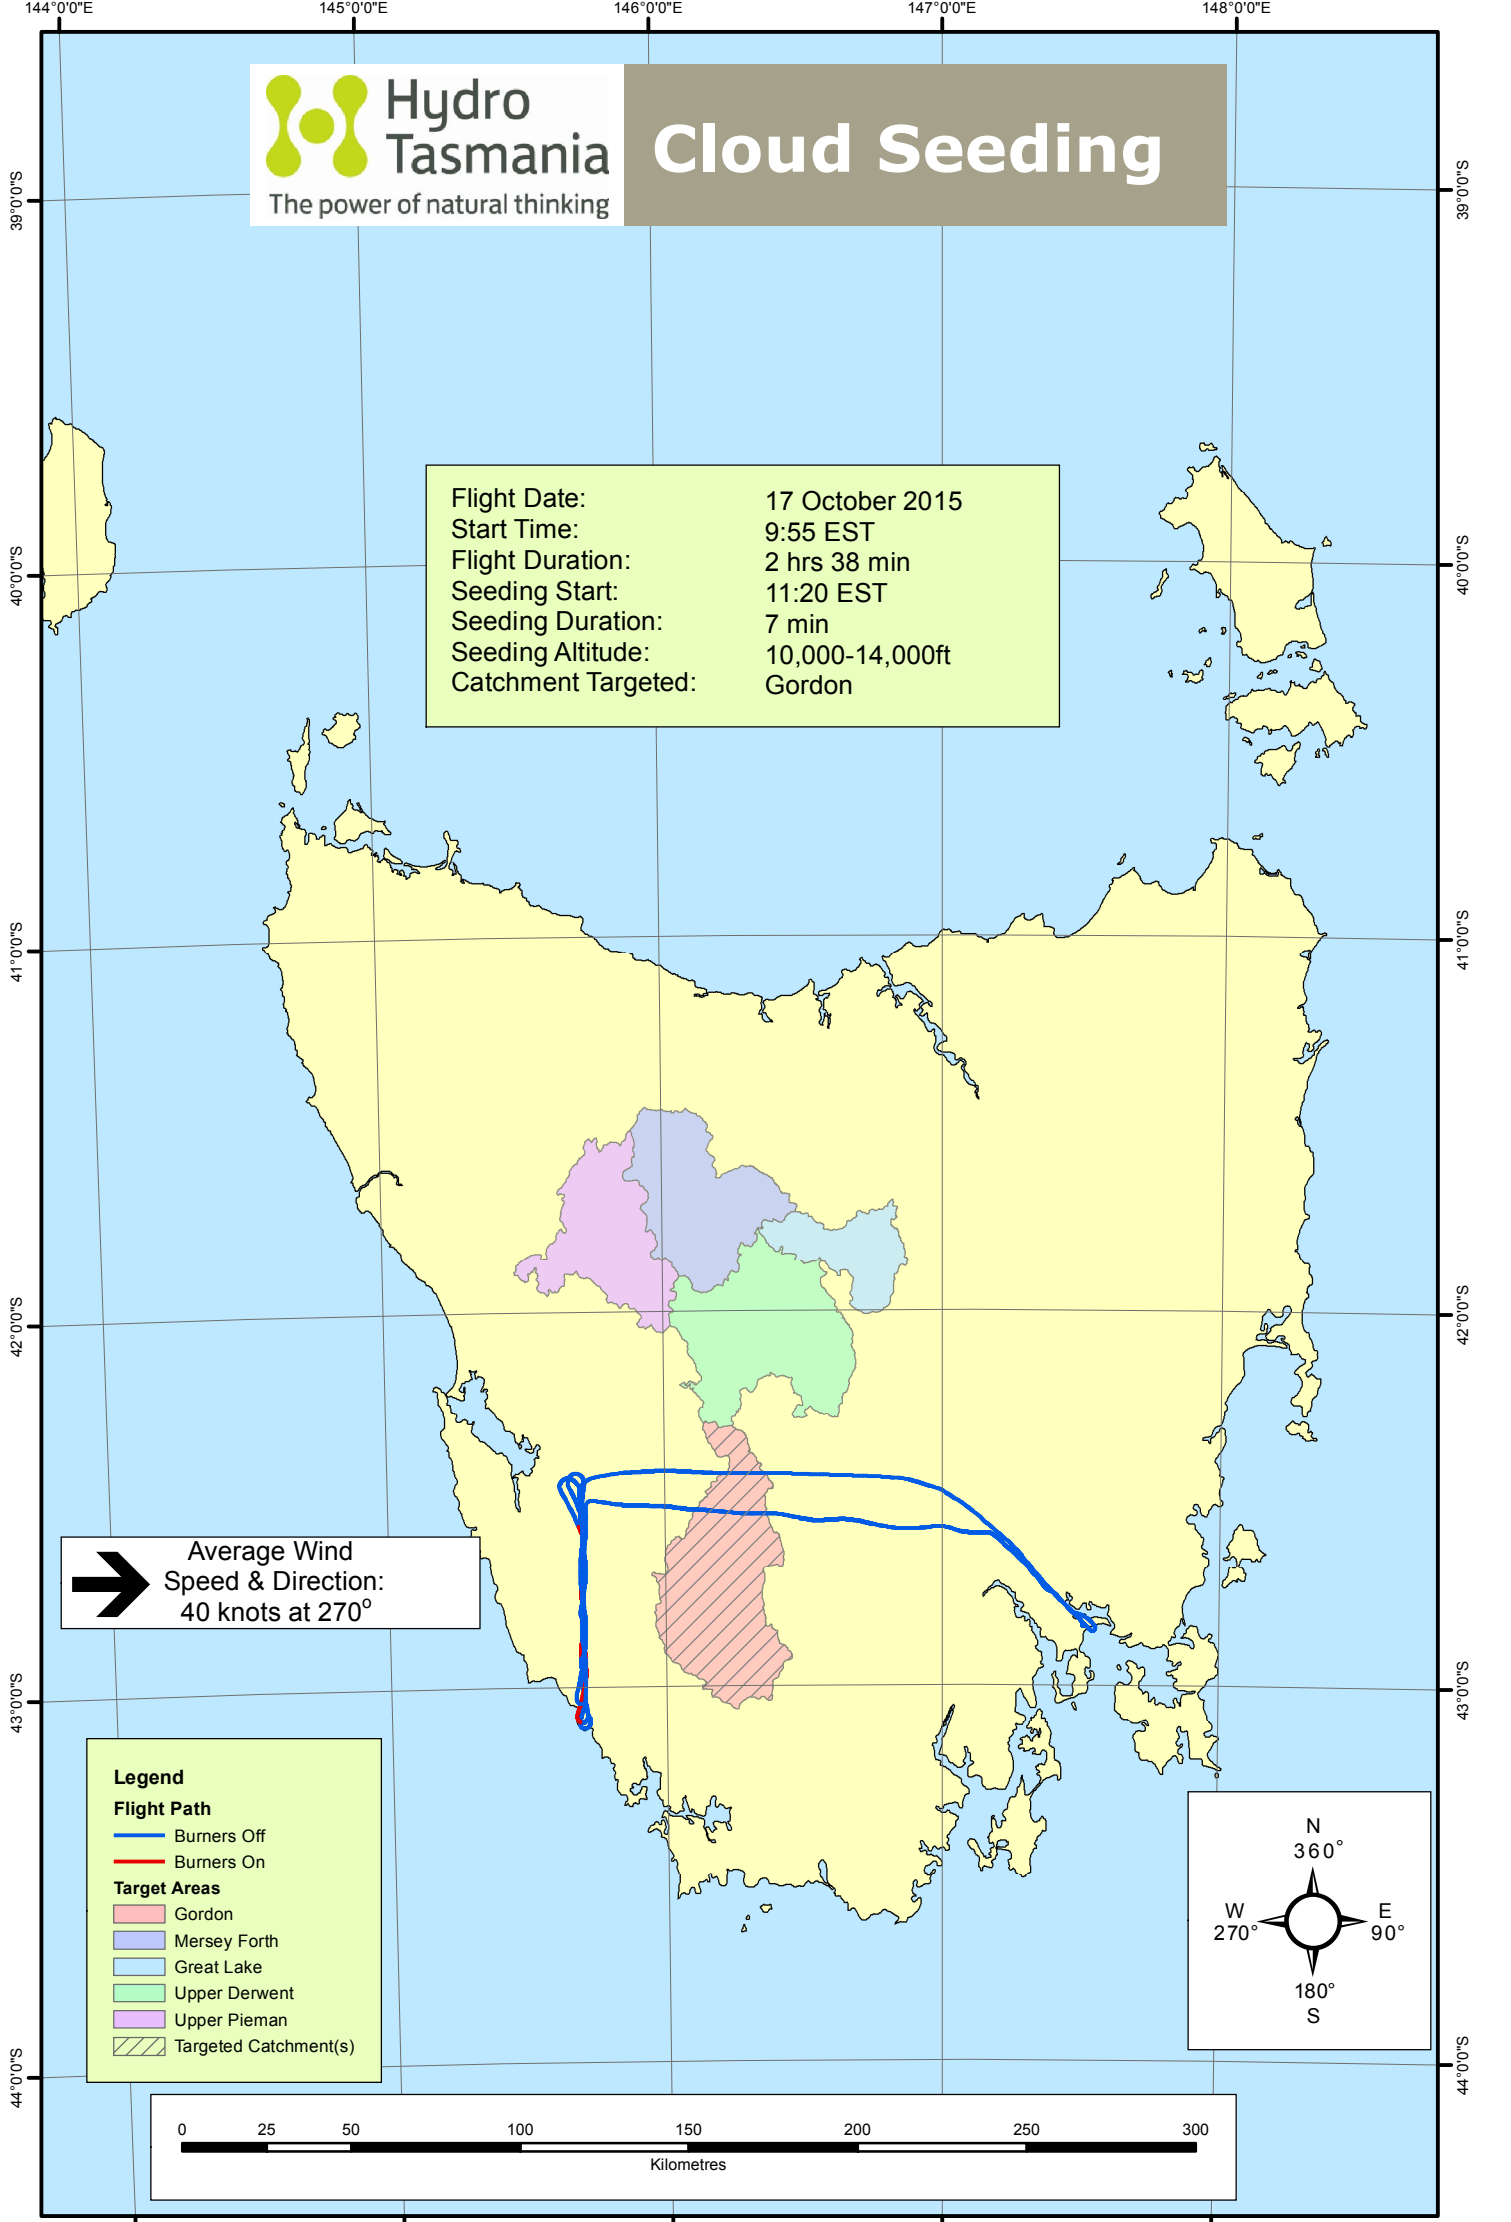 144°0'0"E
145°0'0"E
146°0'0"E
147°0'0"E
148°0'0"E
Hydro
Tasmania
The power of natural thinking
Cloud Seeding
39°0'0"S
39°0'0"S
Flight Date: 17 October 2015
Start Time: 9:55 EST
Flight Duration: 2 hrs 38 min
Seeding Start: 11:20 EST
Seeding Duration: 7 min
Seeding Altitude: 10,000-14,000ft
Catchment Targeted: Gordon
40°0'0"S
40°0'0"S
41°0'0"S
41°0'0"S
42°0'0"S
42°0'0"S
Average Wind
Speed & Direction:
40 knots at 270°
43°0'0"S
43°0'0"S
Legend
Flight Path
Burners Off
Burners On
Target Areas
Gordon
Mersey Forth
Great Lake
Upper Derwent
Upper Pieman
Targeted Catchment(s)
N
360°
W
270°
E
90°
180°
S
44°0'0"S
44°0'0"S
0 25 50 100 150 200 250 300
Kilometres